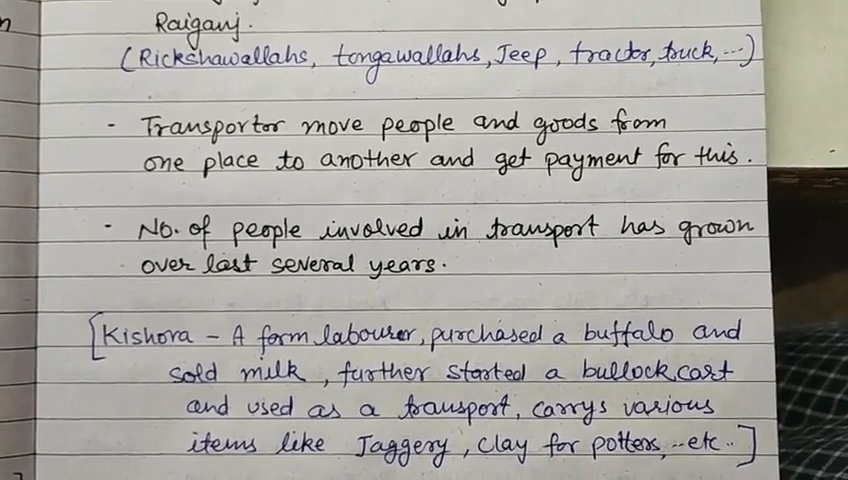 Raiganj.
(Rickshawallahs, tongawallahs, Jeep, tractor, truck, ...)
- Transportor move people and goods from
one place to another and get payment for this.
- No. of people involved in transport has grown
over last several years.
[Kishora - A form labourer, purchased a buffalo and
sold milk, further started a bullock cart
and used as a transport, carrys various
items like Jaggery, clay for potters, ..etc..]